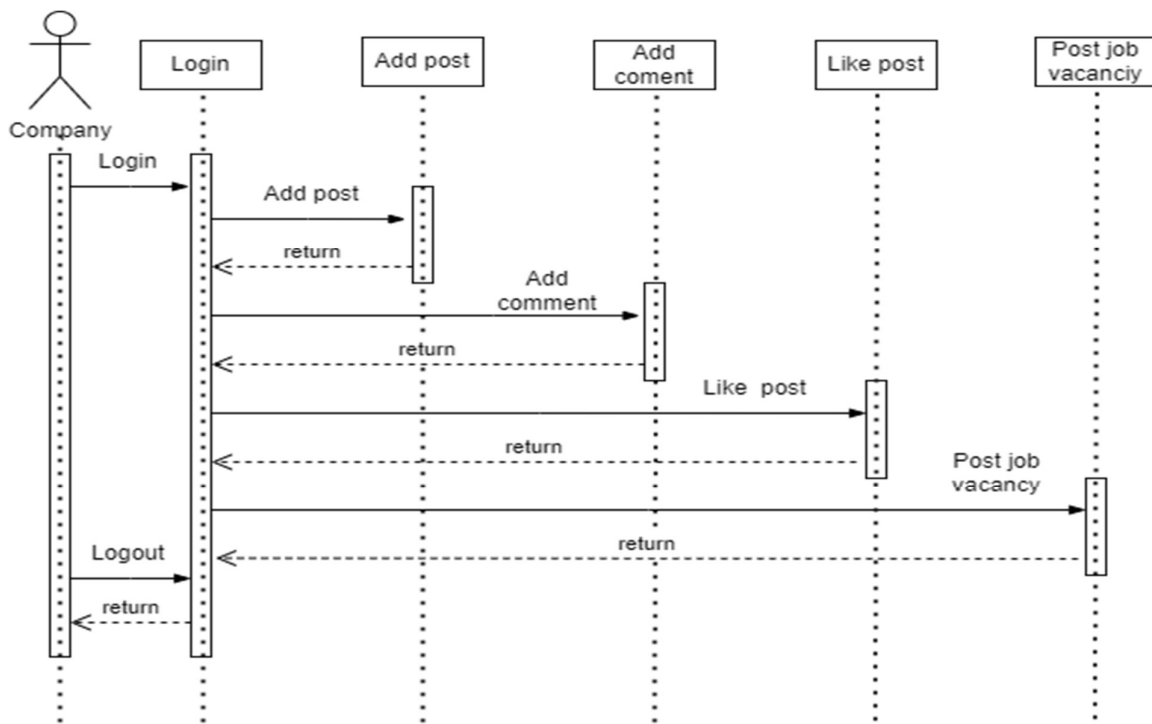 Login
Add post
Add
coment
Like post
Post job
vacanciy
Company
Login
Add post
return
Add
comment
return
Like post
return
Post job
vacancy
return
Logout
return